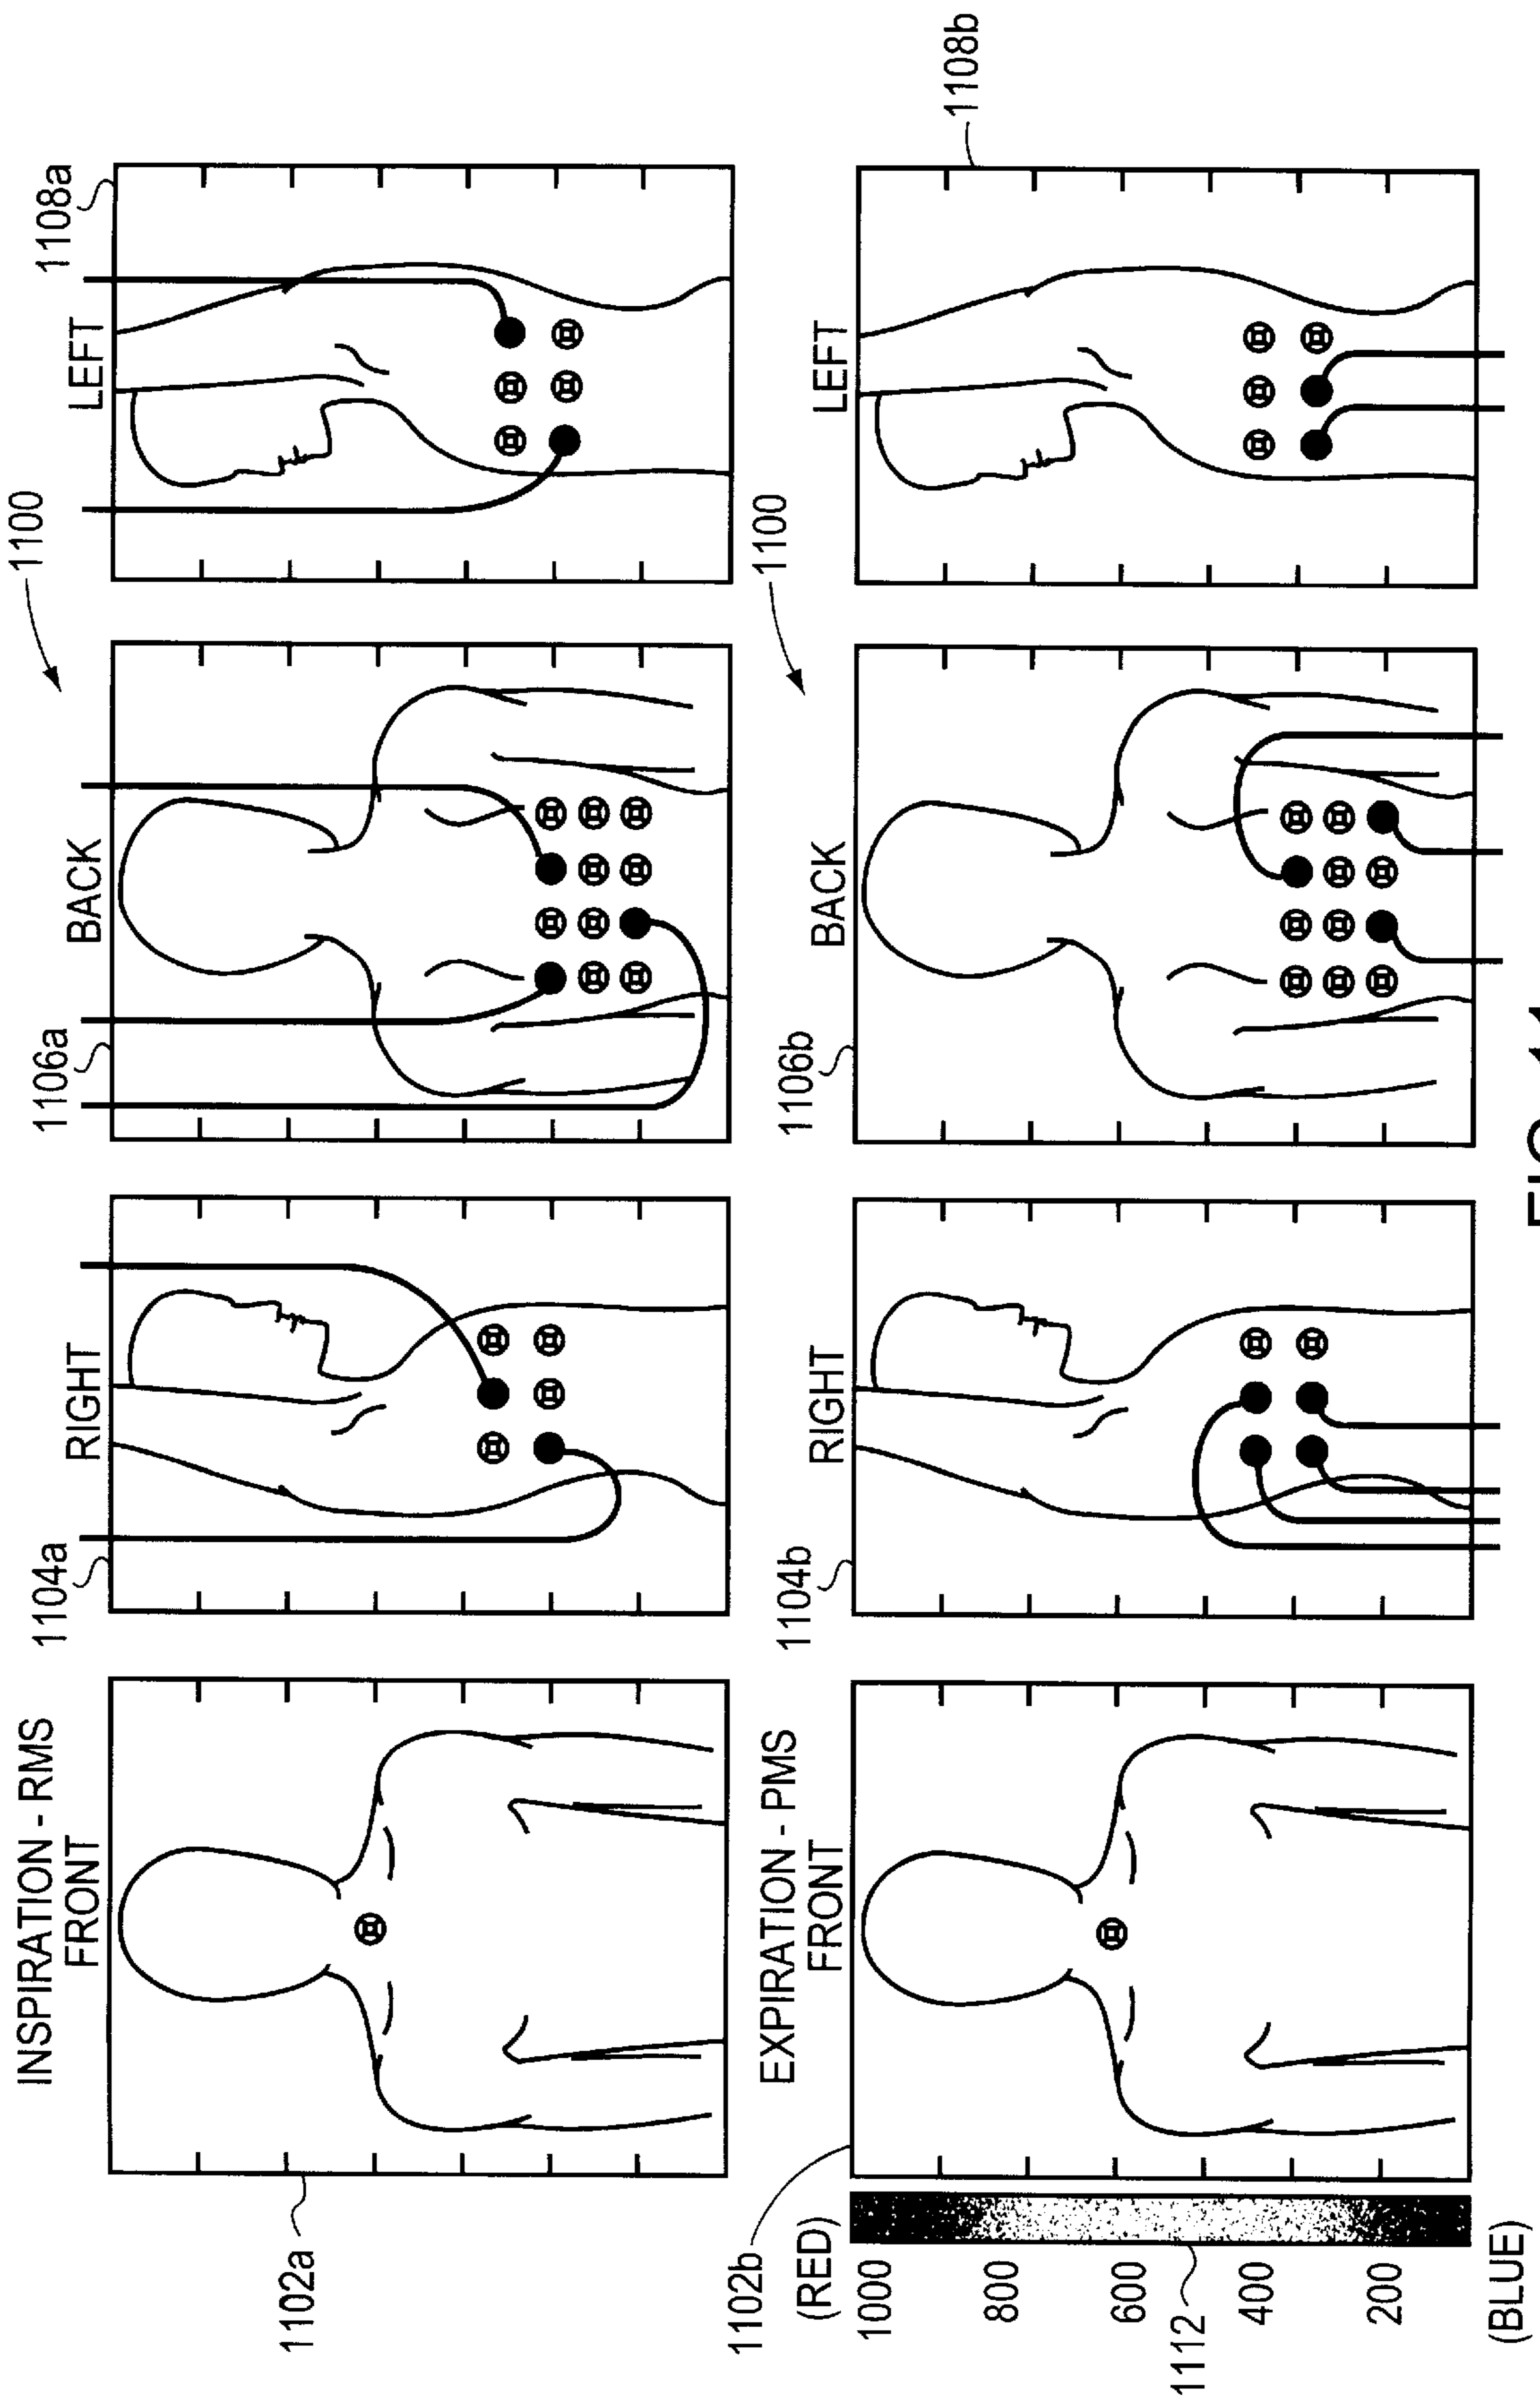 1100
INSPIRATION - RMS
FRONT
RIGHT
BACK
LEFT
1102a
1104a
1106a
1108a
1100
EXPIRATION - PMS
FRONT
RIGHT
BACK
LEFT
1102b
1104b
1106b
1108b
(RED)
1000
800
600
400
200
(BLUE)
1112